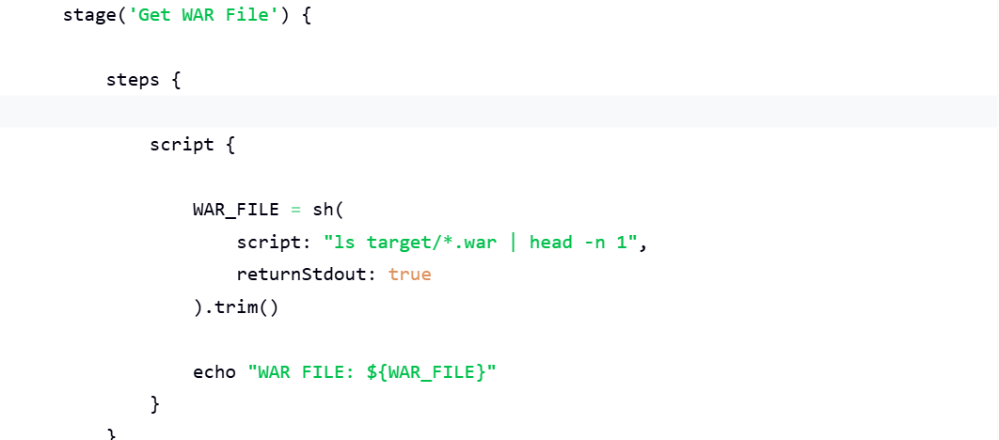 stage('Get WAR File') {
steps {
script {
WAR_FILE = sh(
script: "ls target/*.war | head -n 1",
returnStdout: true
).trim()
echo "WAR FILE: ${WAR_FILE}"
}
}